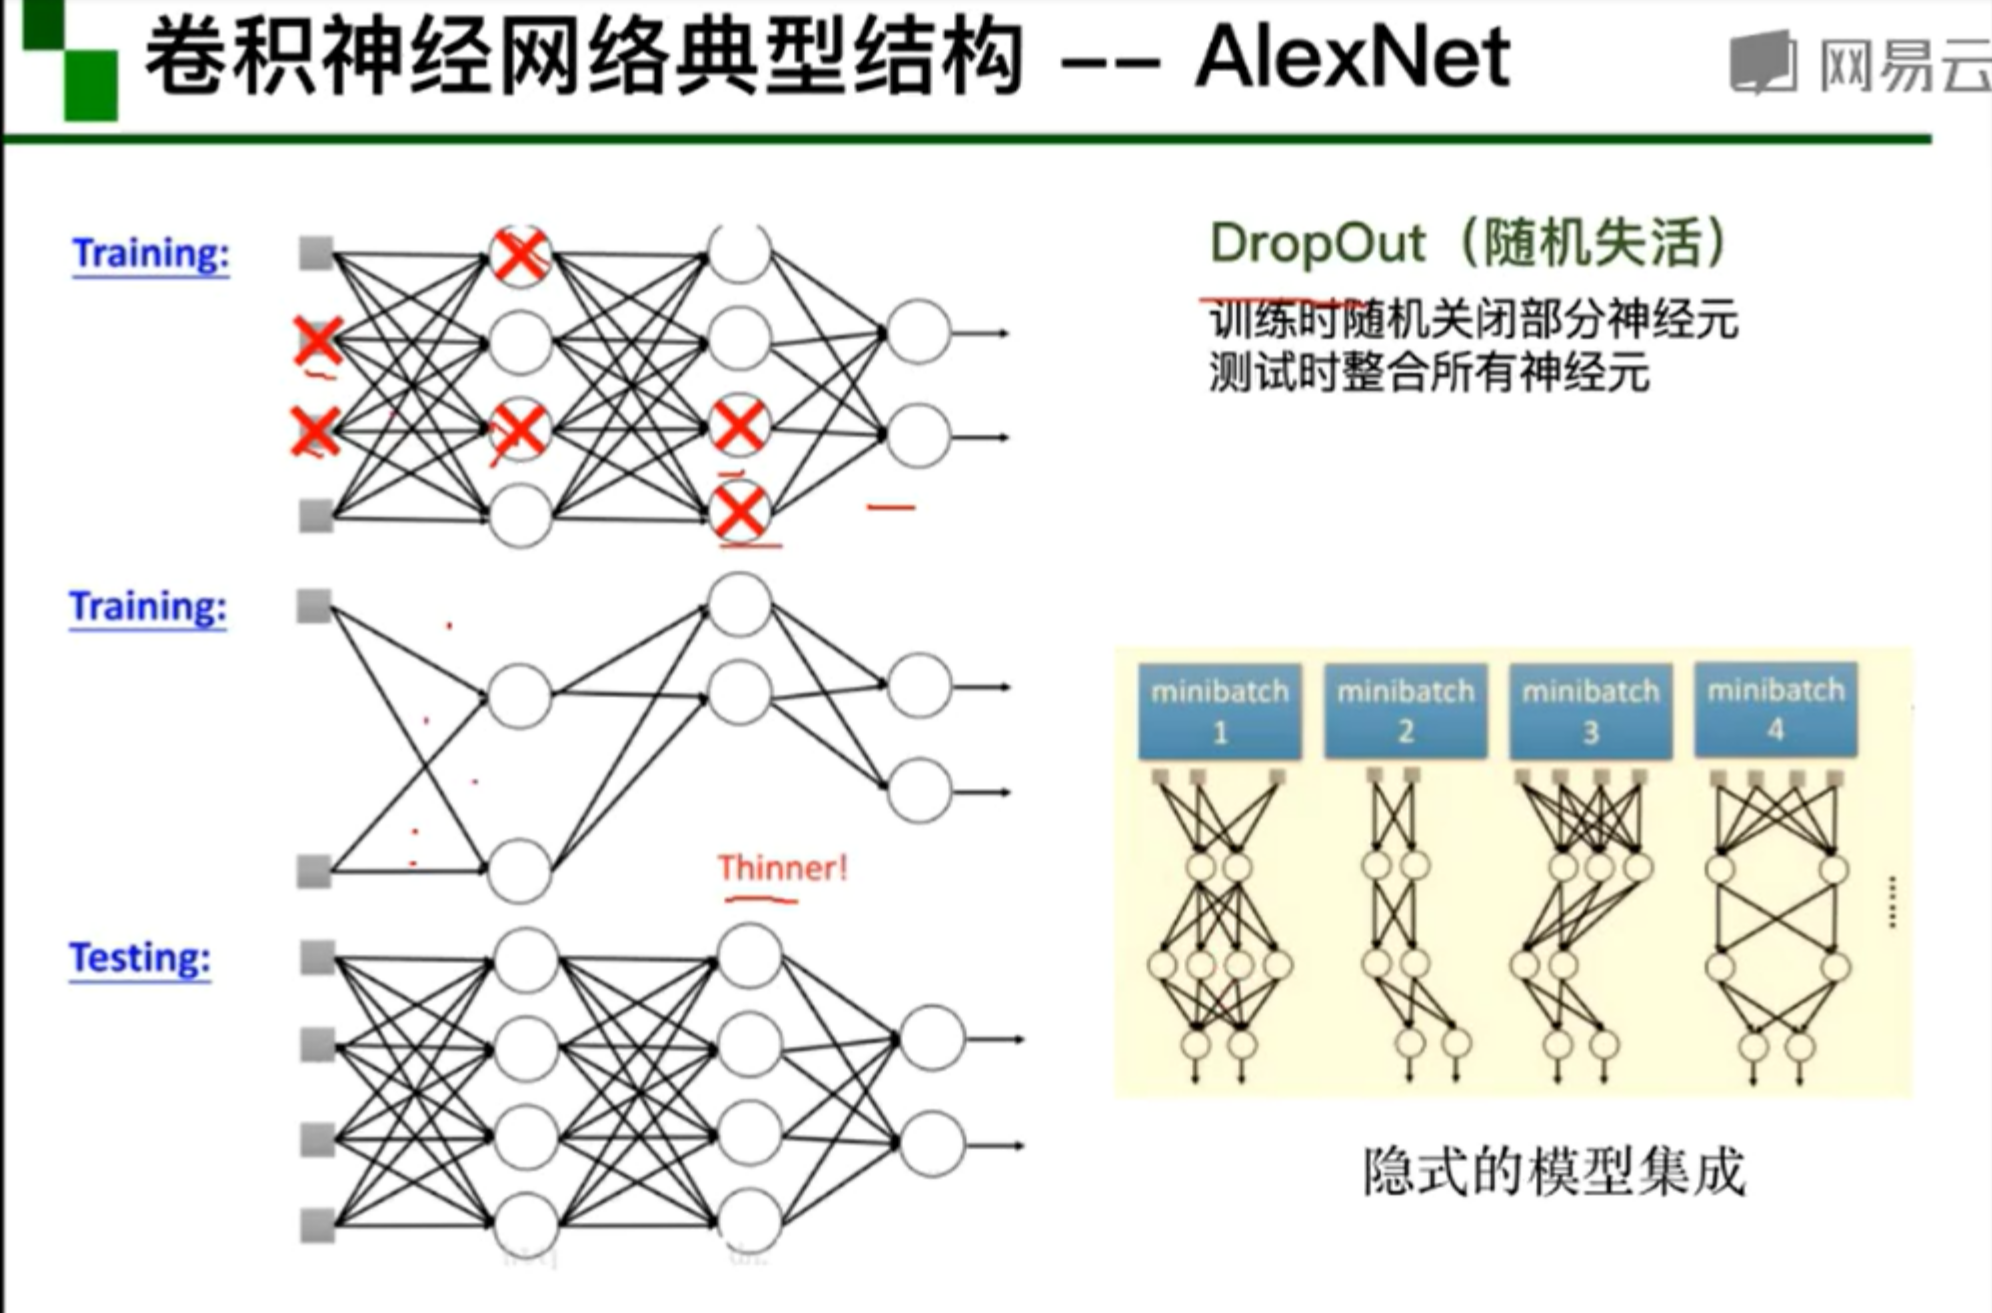 卷积神经网络典型结构 -- AlexNet
网易云
Training:
DropOut（随机失活）
训练时随机关闭部分神经元
测试时整合所有神经元
Training:
Thinner!
Testing:
minibatch
1
minibatch
2
minibatch
3
minibatch
4
......
隐式的模型集成